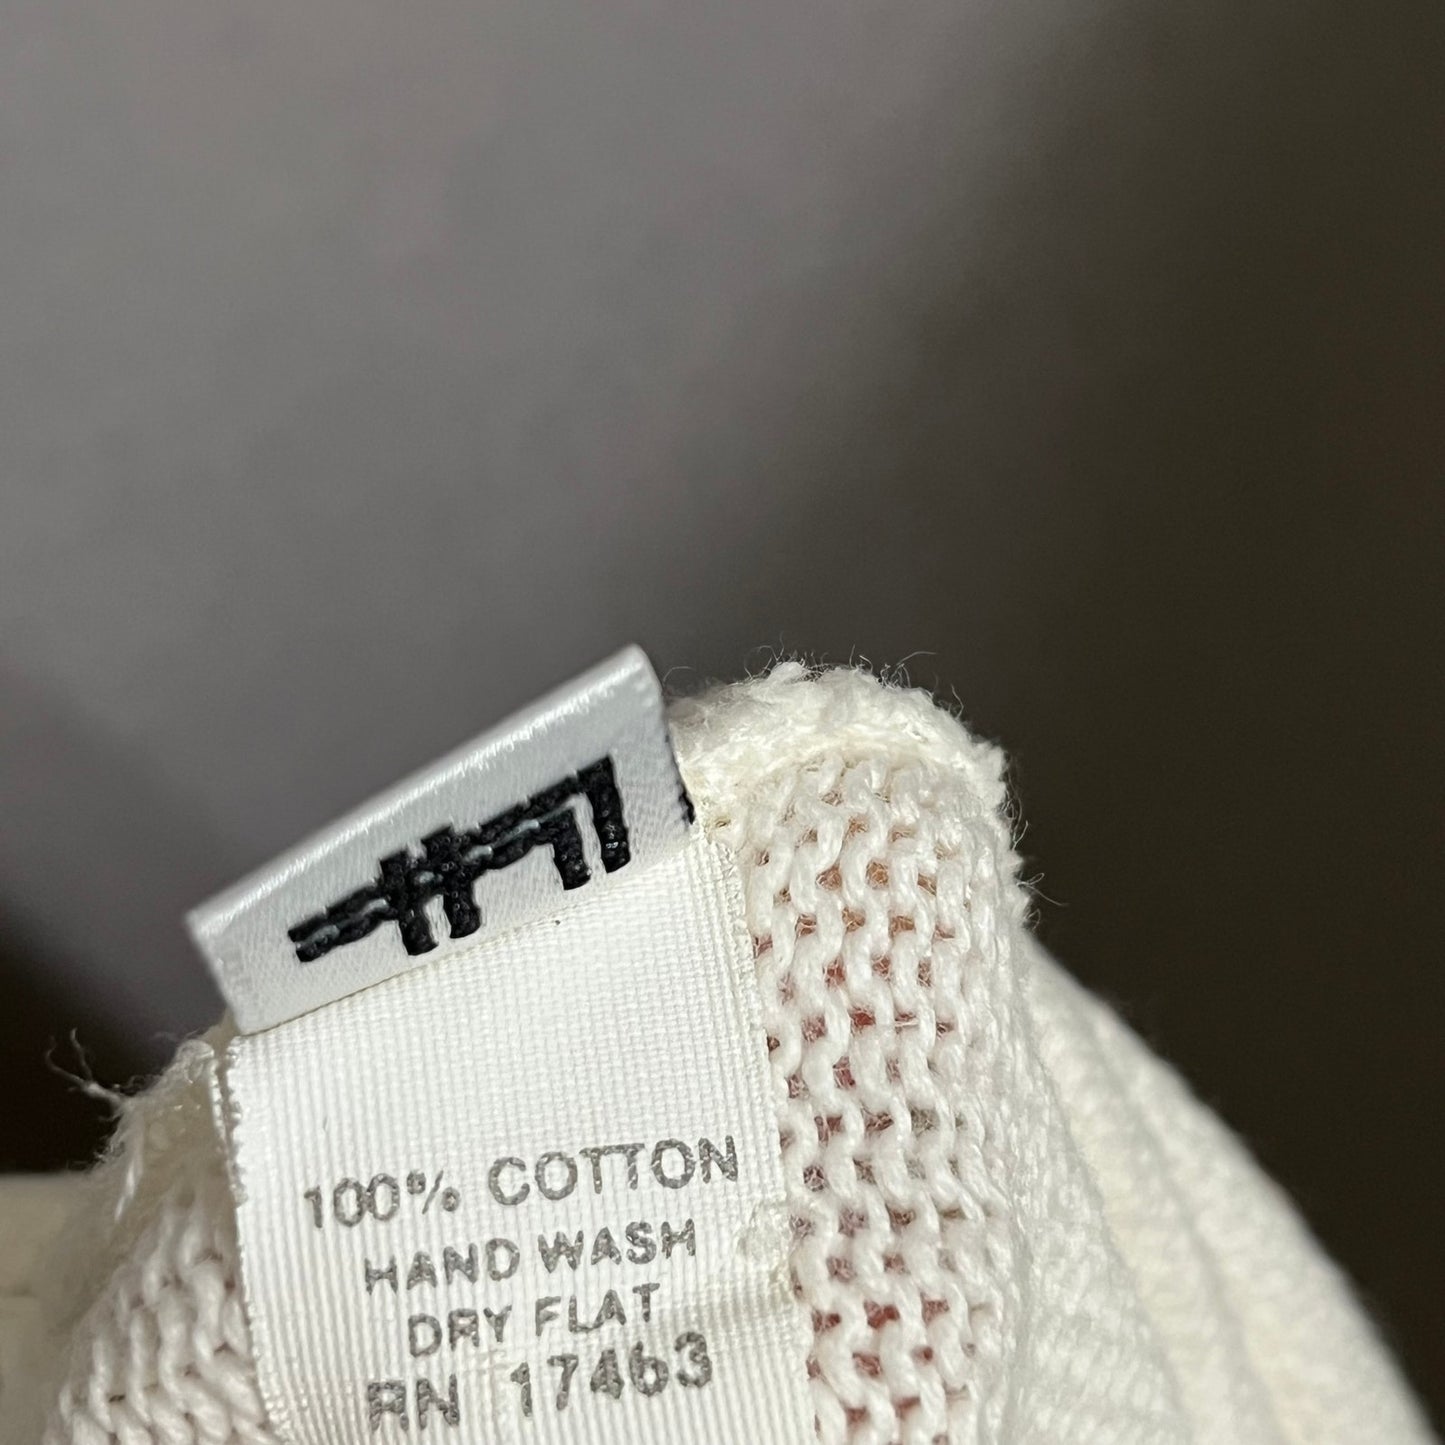 100% COTTON
HAND WASH
DRY FLAT
RN 17463